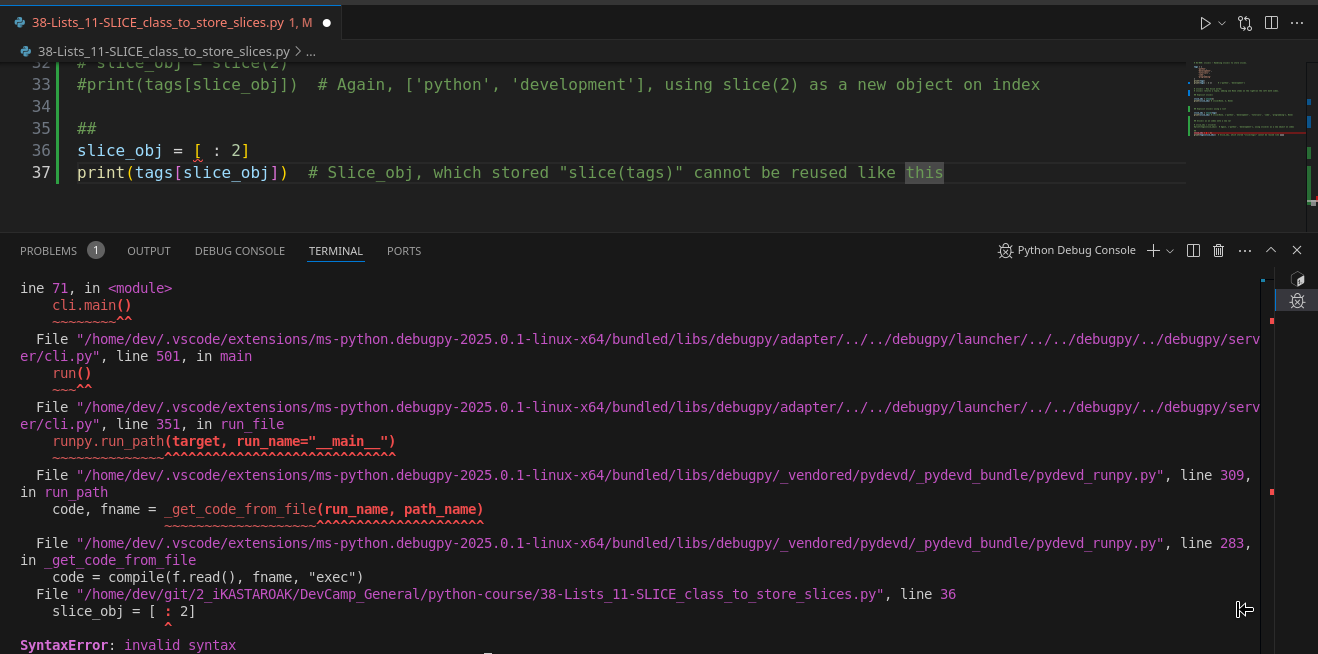 38-Lists_11-SLICE_class_to_store_slices.py 1, M
38-Lists_11-SLICE_class_to_store_slices.py > ...
32 # slice_obj = slice(2)
33 #print(tags[slice_obj])  # Again, ['python', 'development'], using slice(2) as a new object on index
34
35 ##
36 slice_obj = [ : 2]
37 print(tags[slice_obj])  # Slice_obj, which stored "slice(tags)" cannot be reused like this
PROBLEMS 1 OUTPUT DEBUG CONSOLE TERMINAL PORTS Python Debug Console
ine 71, in <module>
cli.main()
~~~~~~~~^^
File "/home/dev/.vscode/extensions/ms-python.debugpy-2025.0.1-linux-x64/bundled/libs/debugpy/adapter/../../debugpy/launcher/../../debugpy/../debugpy/serv
er/cli.py", line 501, in main
run()
~~~^^
File "/home/dev/.vscode/extensions/ms-python.debugpy-2025.0.1-linux-x64/bundled/libs/debugpy/adapter/../../debugpy/launcher/../../debugpy/../debugpy/serv
er/cli.py", line 351, in run_file
runpy.run_path(target, run_name="__main__")
~~~~~~~~~~~~~~^^^^^^^^^^^^^^^^^^^^^^^^^^^^^
File "/home/dev/.vscode/extensions/ms-python.debugpy-2025.0.1-linux-x64/bundled/libs/debugpy/_vendored/pydevd/_pydevd_bundle/pydevd_runpy.py", line 309,
in run_path
code, fname = _get_code_from_file(run_name, path_name)
~~~~~~~~~~~~~~~~~~~^^^^^^^^^^^^^^^^^^^^^
File "/home/dev/.vscode/extensions/ms-python.debugpy-2025.0.1-linux-x64/bundled/libs/debugpy/_vendored/pydevd/_pydevd_bundle/pydevd_runpy.py", line 283,
in _get_code_from_file
code = compile(f.read(), fname, "exec")
File "/home/dev/git/2_iKASTAROAK/DevCamp_General/python-course/38-Lists_11-SLICE_class_to_store_slices.py", line 36
slice_obj = [ : 2]
^
SyntaxError: invalid syntax